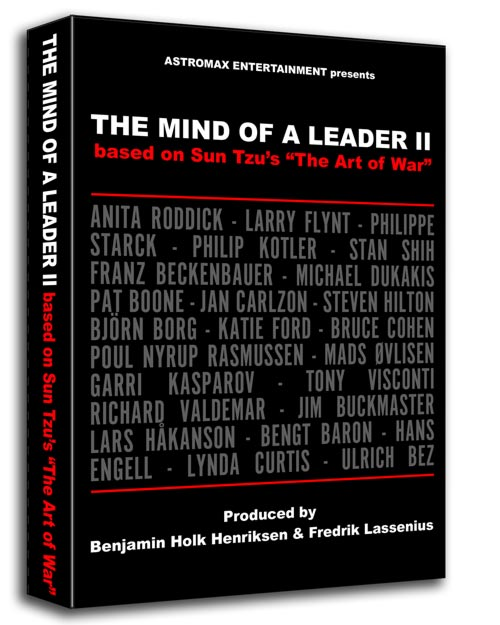 THE MIND OF A LEADER II based on Sun Tzu's "The Art of War"
ASTROMAX ENTERTAINMENT presents
THE MIND OF A LEADER II
based on Sun Tzu's "The Art of War"
ANITA RODDICK - LARRY FLYNT - PHILIPPE
STARCK - PHILIP KOTLER - STAN SHIH
FRANZ BECKENBAUER - MICHAEL DUKAKIS
PAT BOONE - JAN CARLZON - STEVEN HILTON
BJÖRN BORG - KATIE FORD - BRUCE COHEN
POUL NYRUP RASMUSSEN - MADS ØVLISEN
GARRI KASPAROV - TONY VISCONTI
RICHARD VALDEMAR - JIM BUCKMASTER
LARS HÅKANSON - BENGT BARON - HANS
ENGELL - LYNDA CURTIS - ULRICH BEZ
Produced by
Benjamin Holk Henriksen & Fredrik Lassenius